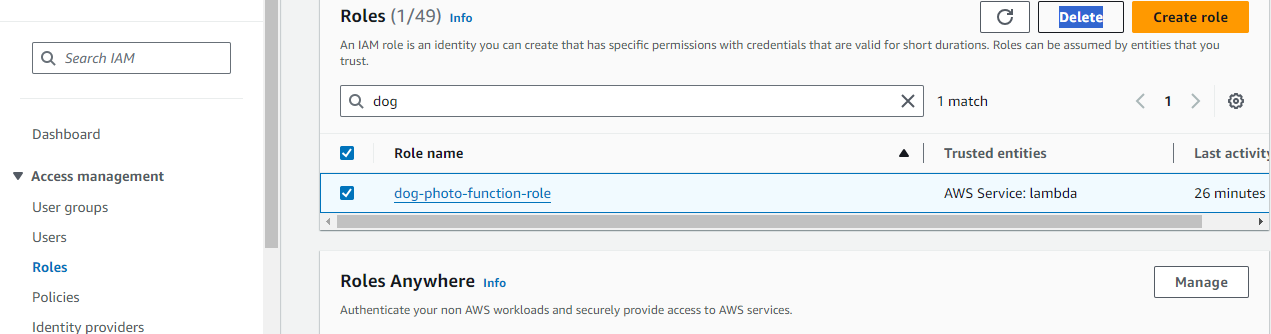 Roles (1/49) Info
Delete
Create role
An IAM role is an identity you can create that has specific permissions with credentials that are valid for short durations. Roles can be assumed by entities that you
trust.
Search IAM
dog
1 match
1
Dashboard
Role name
Trusted entities
Last activity
Access management
dog-photo-function-role
AWS Service: lambda
26 minutes
User groups
Users
Roles
Policies
Identity providers
Roles Anywhere Info
Manage
Authenticate your non AWS workloads and securely provide access to AWS services.